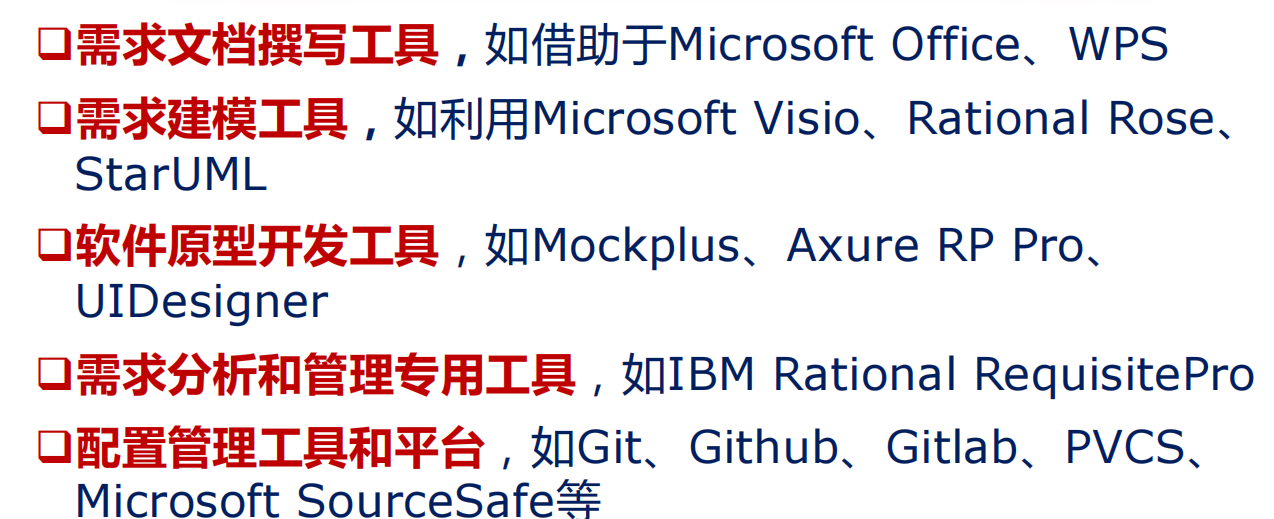 ❑需求文档撰写工具，如借助于Microsoft Office、WPS
❑需求建模工具，如利用Microsoft Visio、Rational Rose、
StarUML
❑软件原型开发工具，如Mockplus、Axure RP Pro、
UIDesigner
❑需求分析和管理专用工具，如IBM Rational RequisitePro
❑配置管理工具和平台，如Git、Github、Gitlab、PVCS、
Microsoft SourceSafe等